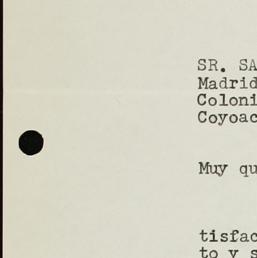 SR. SA
Madrid
Coloni
Coyoac
Muy qu
tisfac
to y s